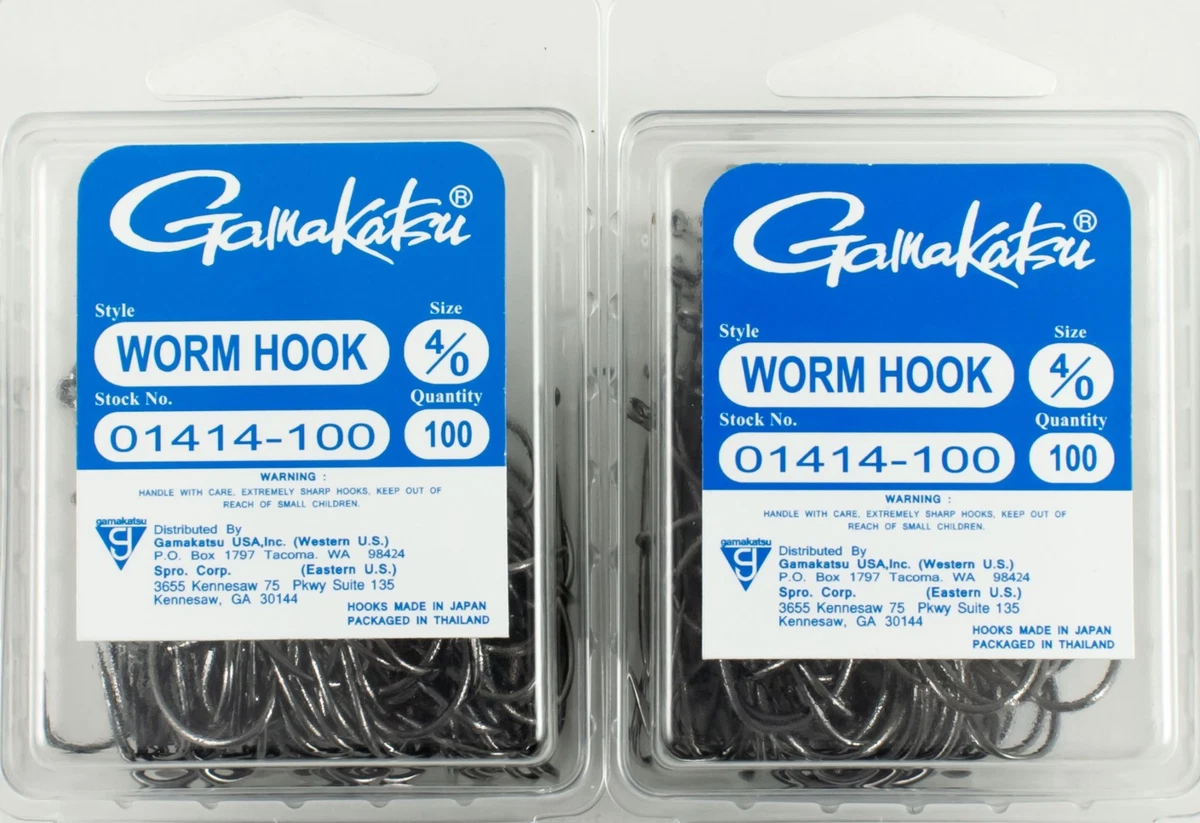 Gamakatsu®
Style Size
WORM HOOK 4/0
Stock No. Quantity
01414-100 100
WARNING :
HANDLE WITH CARE, EXTREMELY SHARP HOOKS, KEEP OUT OF
REACH OF SMALL CHILDREN.
gamakatsu
Distributed By
Gamakatsu USA,Inc. (Western U.S.)
P.O. Box 1797 Tacoma. WA 98424
Spro. Corp. (Eastern U.S.)
3655 Kennesaw 75 Pkwy Suite 135
Kennesaw, GA 30144
HOOKS MADE IN JAPAN
PACKAGED IN THAILAND
Gamakatsu®
Style Size
WORM HOOK 4/0
Stock No. Quantity
01414-100 100
WARNING :
HANDLE WITH CARE, EXTREMELY SHARP HOOKS, KEEP OUT OF
REACH OF SMALL CHILDREN.
gamakatsu
Distributed By
Gamakatsu USA,Inc. (Western U.S.)
P.O. Box 1797 Tacoma. WA 98424
Spro. Corp. (Eastern U.S.)
3655 Kennesaw 75 Pkwy Suite 135
Kennesaw, GA 30144
HOOKS MADE IN JAPAN
PACKAGED IN THAILAND